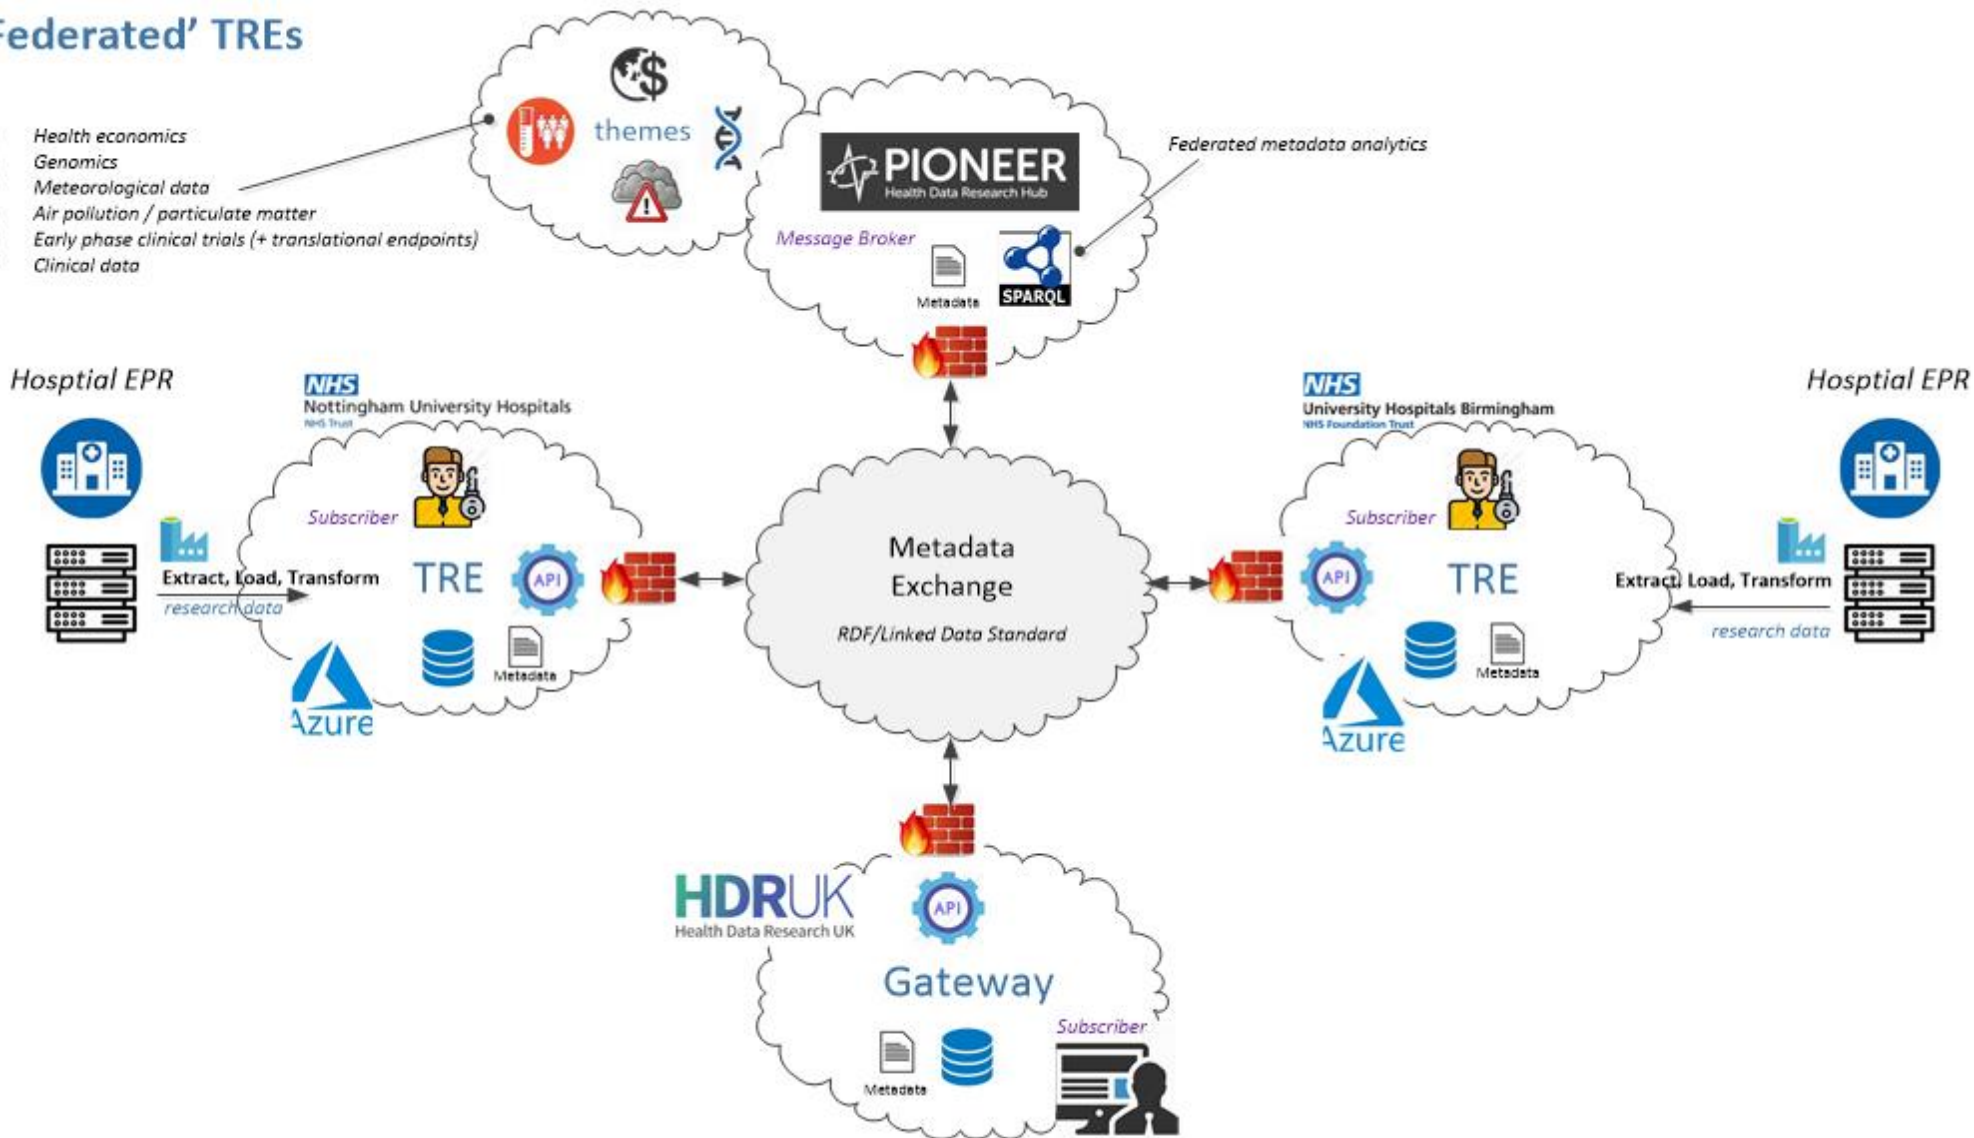 Federated’ TREs
Health economics
Genomics
Meteorological data
Air pollution / particulate matter
Early phase clinical trials (+ translational endpoints)
Clinical data
$
themes
!
PIONEER
Health Data Research Hub
Message Broker
Metadata
SPARQL
Federated metadata analytics
Hosptial EPR
NHS
Nottingham University Hospitals
NHS Trust
Subscriber
Extract, Load, Transform
research data
TRE
API
Metadata
Azure
Metadata
Exchange
RDF/Linked Data Standard
NHS
University Hospitals Birmingham
NHS Foundation Trust
Subscriber
API
TRE
Metadata
Azure
Hosptial EPR
Extract, Load, Transform
research data
HDRUK
Health Data Research UK
API
Gateway
Metadata
Subscriber